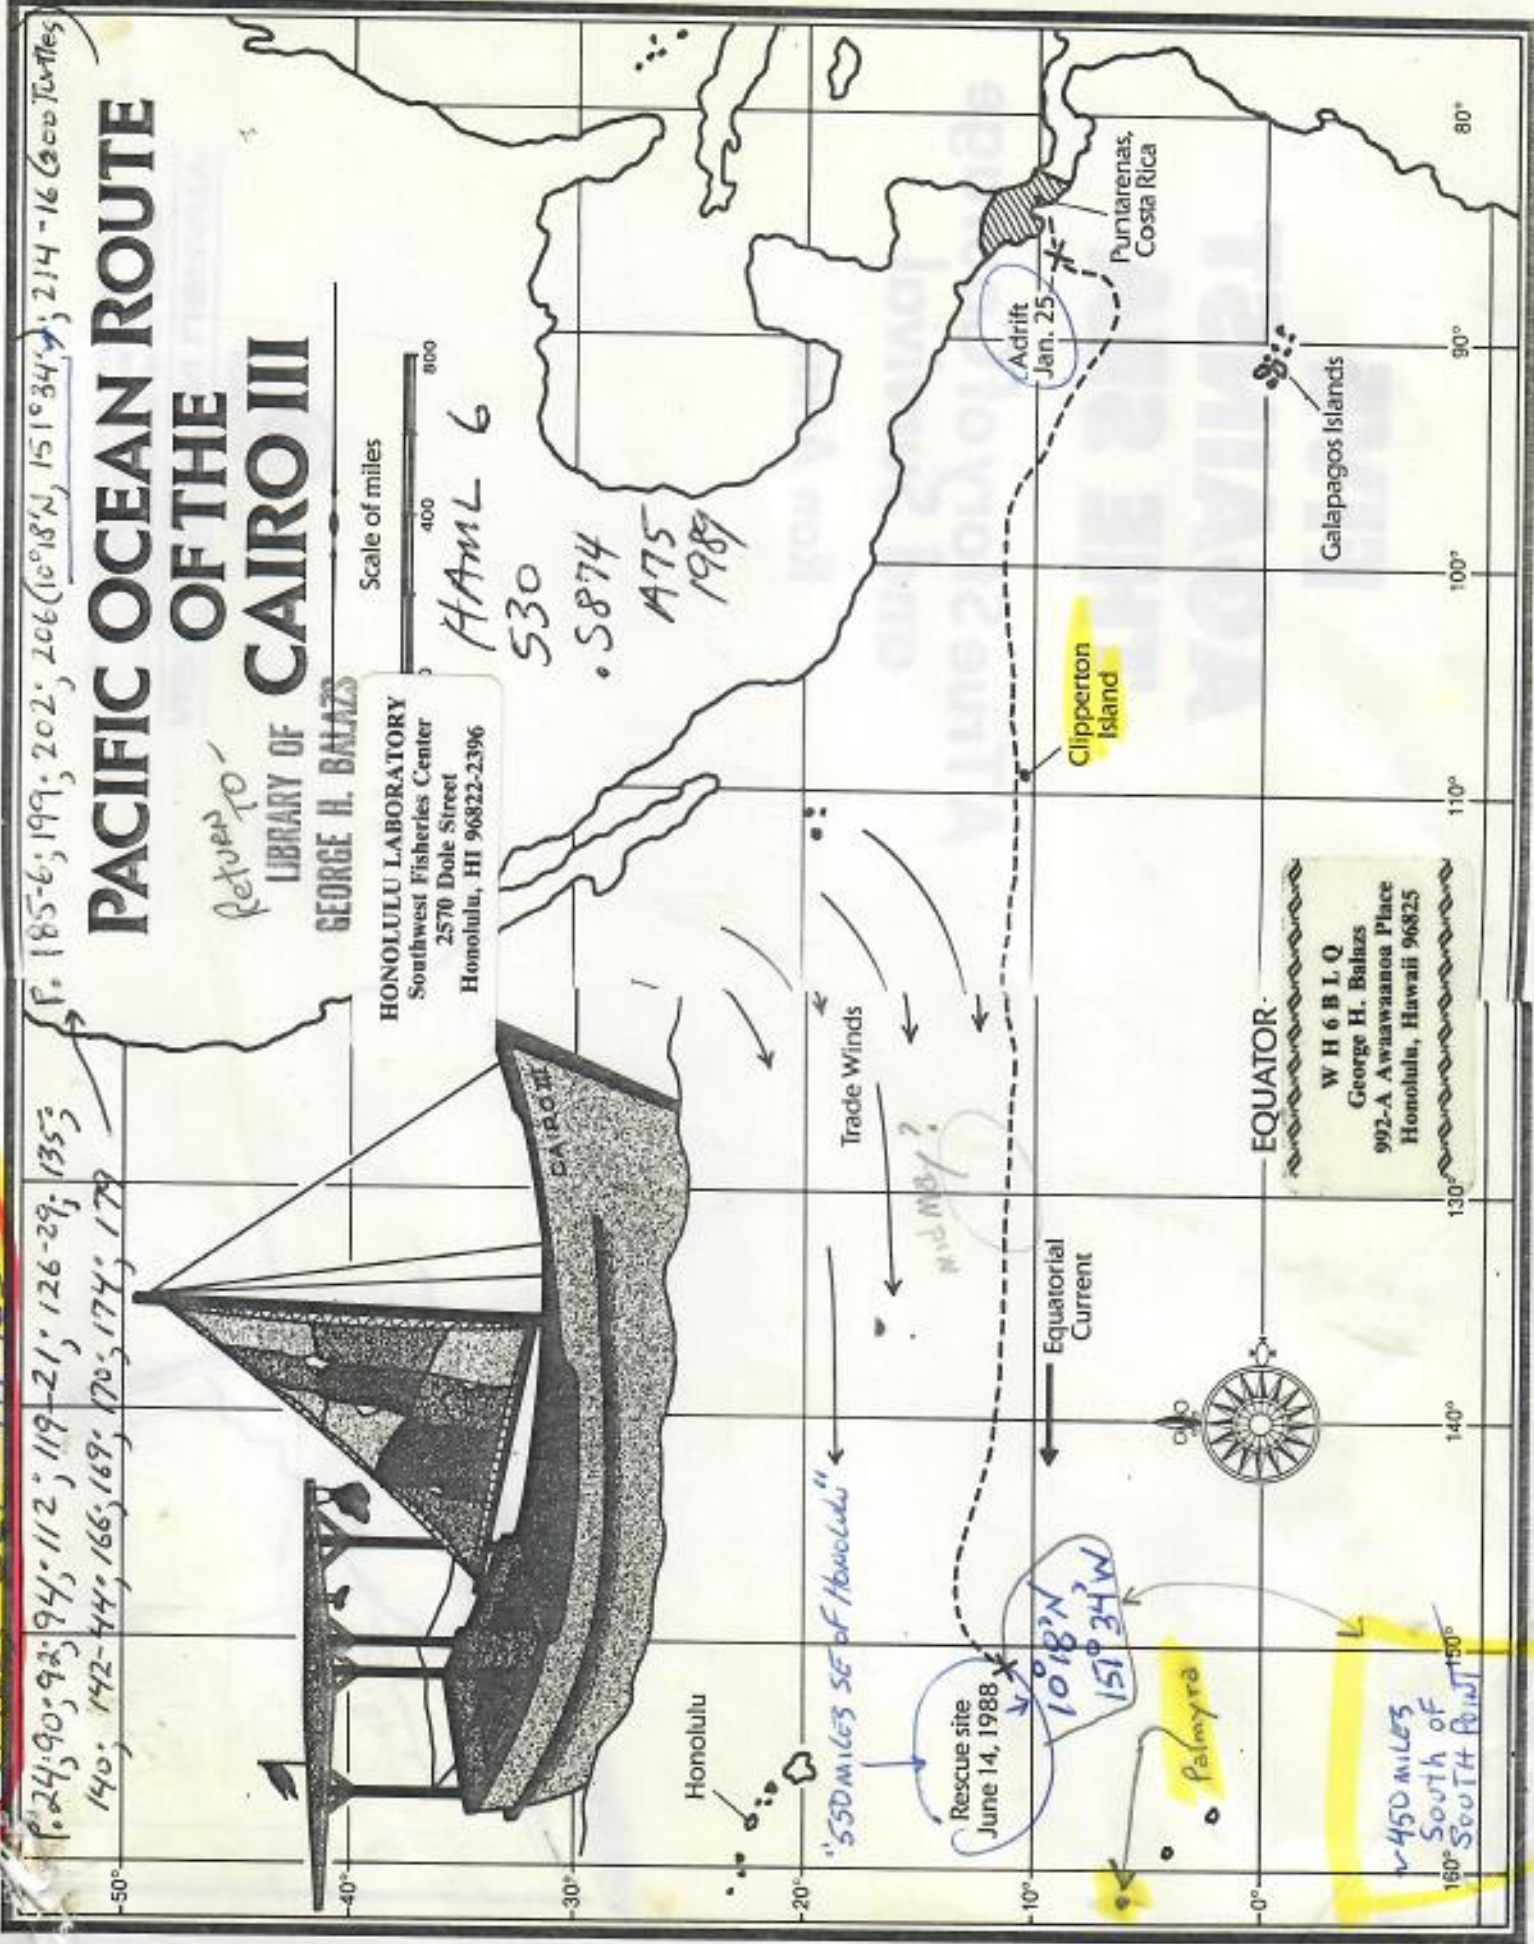 P. 24; 90; 92; 94; 112; 119-21; 126-29; 135;
140; 142-44; 166; 169; 170; 174; 179
P. 185-6; 199; 202; 206 (10°18'N, 151°34'); 214-16 (200 Turtles)
PACIFIC OCEAN ROUTE
OF THE
CAIRO III
Return To-
LIBRARY OF
GEORGE H. BALAZS
Scale of miles
400
800
HONOLULU LABORATORY
Southwest Fisheries Center
2570 Dole Street
Honolulu, HI 96822-2396
HAML 6
530
.S874
A75
1989
CAIRO III
50°
40°
30°
20°
10°
0°
Honolulu
Trade Winds
midway?
"550 MILES SE OF HONOLULU"
Rescue site
June 14, 1988
10°18'N
151°34'W
Equatorial
Current
Clipperton
Island
Adrift
Jan. 25
Puntarenas,
Costa Rica
Palmyra
EQUATOR
Galapagos Islands
W H 6 B L Q
George H. Balazs
992-A Awaawaanoa Place
Honolulu, Hawaii 96825
~450 MILES
SOUTH OF
SOUTH POINT
160°
150°
140°
130°
110°
100°
90°
80°